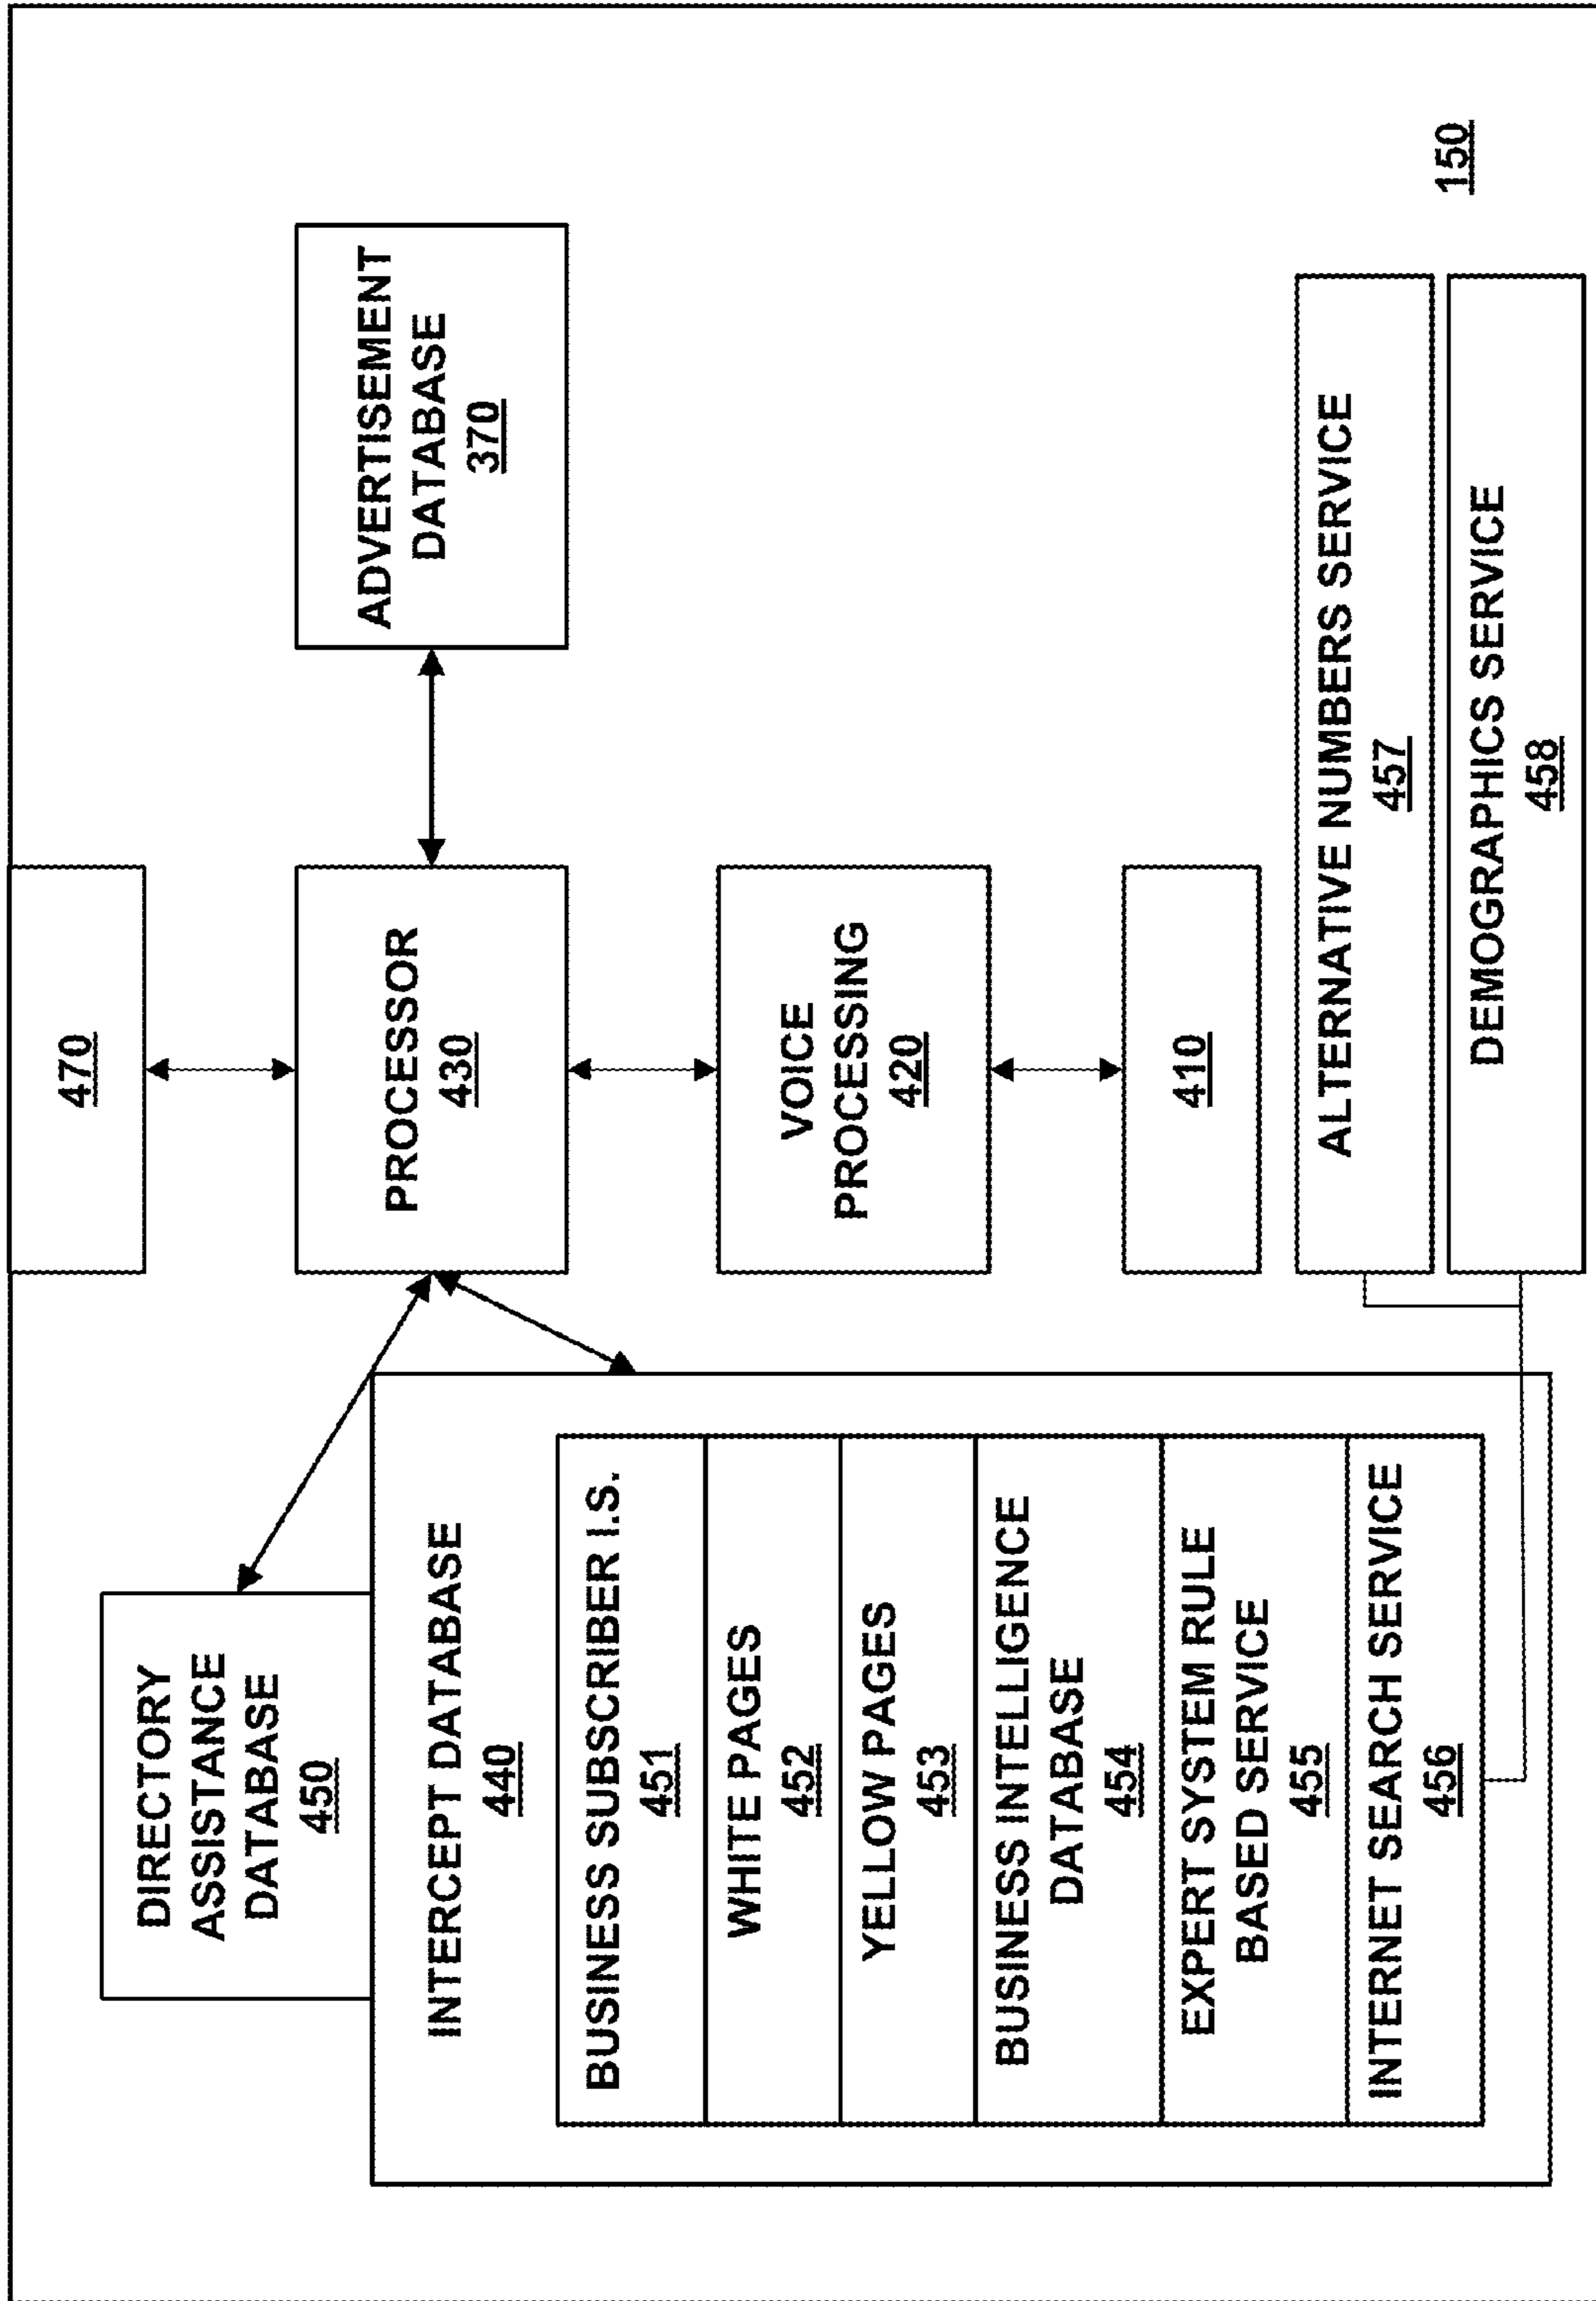 470
DIRECTORY
ASSISTANCE
DATABASE
450
PROCESSOR
430
ADVERTISEMENT
DATABASE
370
INTERCEPT DATABASE
440
BUSINESS SUBSCRIBER I.S.
451
WHITE PAGES
452
YELLOW PAGES
453
BUSINESS INTELLIGENCE
DATABASE
454
EXPERT SYSTEM RULE
BASED SERVICE
455
INTERNET SEARCH SERVICE
456
VOICE
PROCESSING
420
410
ALTERNATIVE NUMBERS SERVICE
457
DEMOGRAPHICS SERVICE
458
150